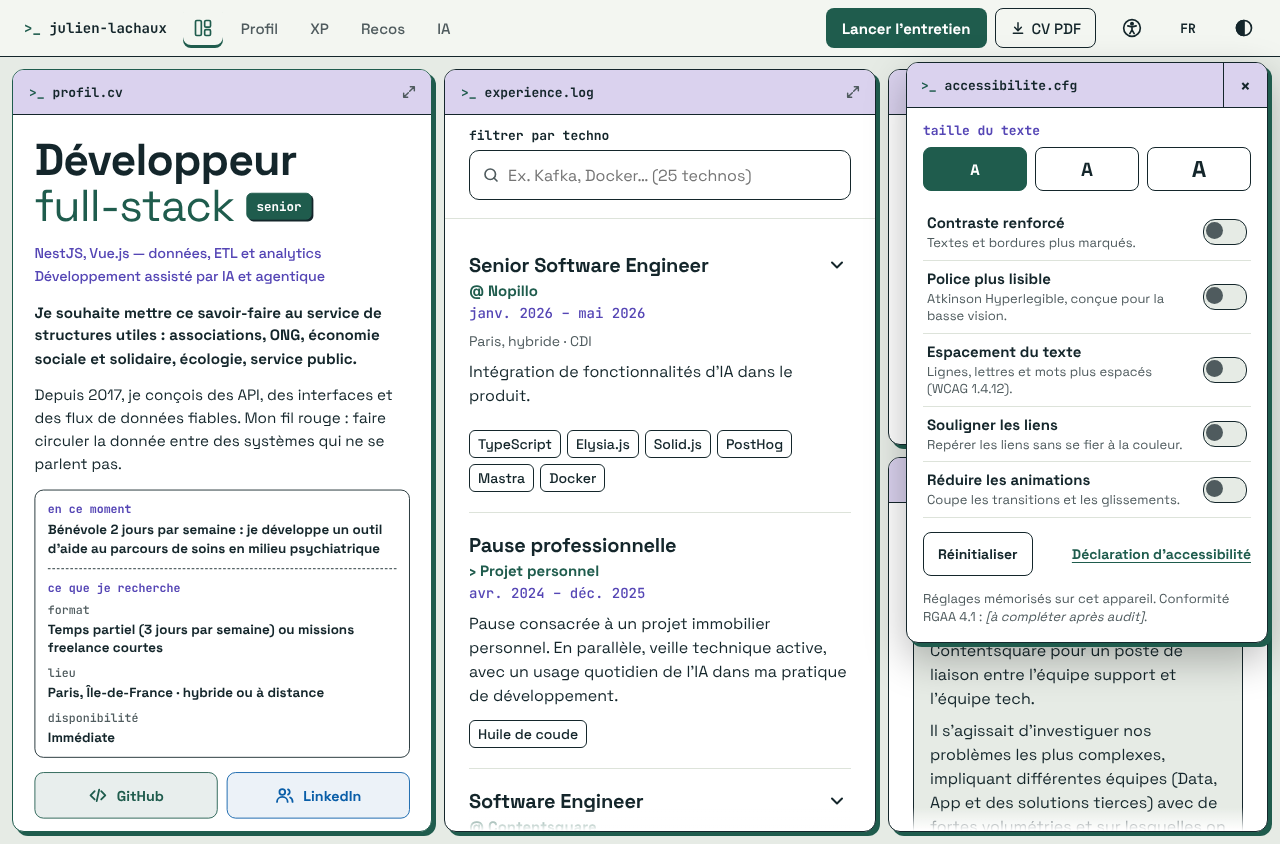 >_ julien-lachaux
Profil
XP
Recos
IA
Lancer l'entretien
CV PDF
FR
>_ profil.cv
Développeur
full-stack senior
NestJS, Vue.js — données, ETL et analytics
Développement assisté par IA et agentique
Je souhaite mettre ce savoir-faire au service de
structures utiles : associations, ONG, économie
sociale et solidaire, écologie, service public.
Depuis 2017, je conçois des API, des interfaces et
des flux de données fiables. Mon fil rouge : faire
circuler la donnée entre des systèmes qui ne se
parlent pas.
en ce moment
Bénévole 2 jours par semaine : je développe un outil
d'aide au parcours de soins en milieu psychiatrique
ce que je recherche
format
Temps partiel (3 jours par semaine) ou missions
freelance courtes
lieu
Paris, Île-de-France · hybride ou à distance
disponibilité
Immédiate
GitHub
LinkedIn
>_ experience.log
filtrer par techno
Ex. Kafka, Docker… (25 technos)
Senior Software Engineer
@ Nopillo
janv. 2026 – mai 2026
Paris, hybride · CDI
Intégration de fonctionnalités d'IA dans le
produit.
TypeScript
Elysia.js
Solid.js
PostHog
Mastra
Docker
Pause professionnelle
› Projet personnel
avr. 2024 – déc. 2025
Pause consacrée à un projet immobilier
personnel. En parallèle, veille technique active,
avec un usage quotidien de l'IA dans ma pratique
de développement.
Huile de coude
Software Engineer
@ Contentsquare
>_ accessibilite.cfg
×
taille du texte
A
A
A
Contraste renforcé
Textes et bordures plus marqués.
Police plus lisible
Atkinson Hyperlegible, conçue pour la
basse vision.
Espacement du texte
Lignes, lettres et mots plus espacés
(WCAG 1.4.12).
Souligner les liens
Repérer les liens sans se fier à la couleur.
Réduire les animations
Coupe les transitions et les glissements.
Réinitialiser
Déclaration d'accessibilité
Réglages mémorisés sur cet appareil. Conformité
RGAA 4.1 : [à compléter après audit].
Contentsquare pour un poste de
liaison entre l'équipe support et
l'équipe tech.
Il s'agissait d'investiguer nos
problèmes les plus complexes,
impliquant différentes équipes (Data,
App et des solutions tierces) avec de
fortes volumétries et sur lesquelles on